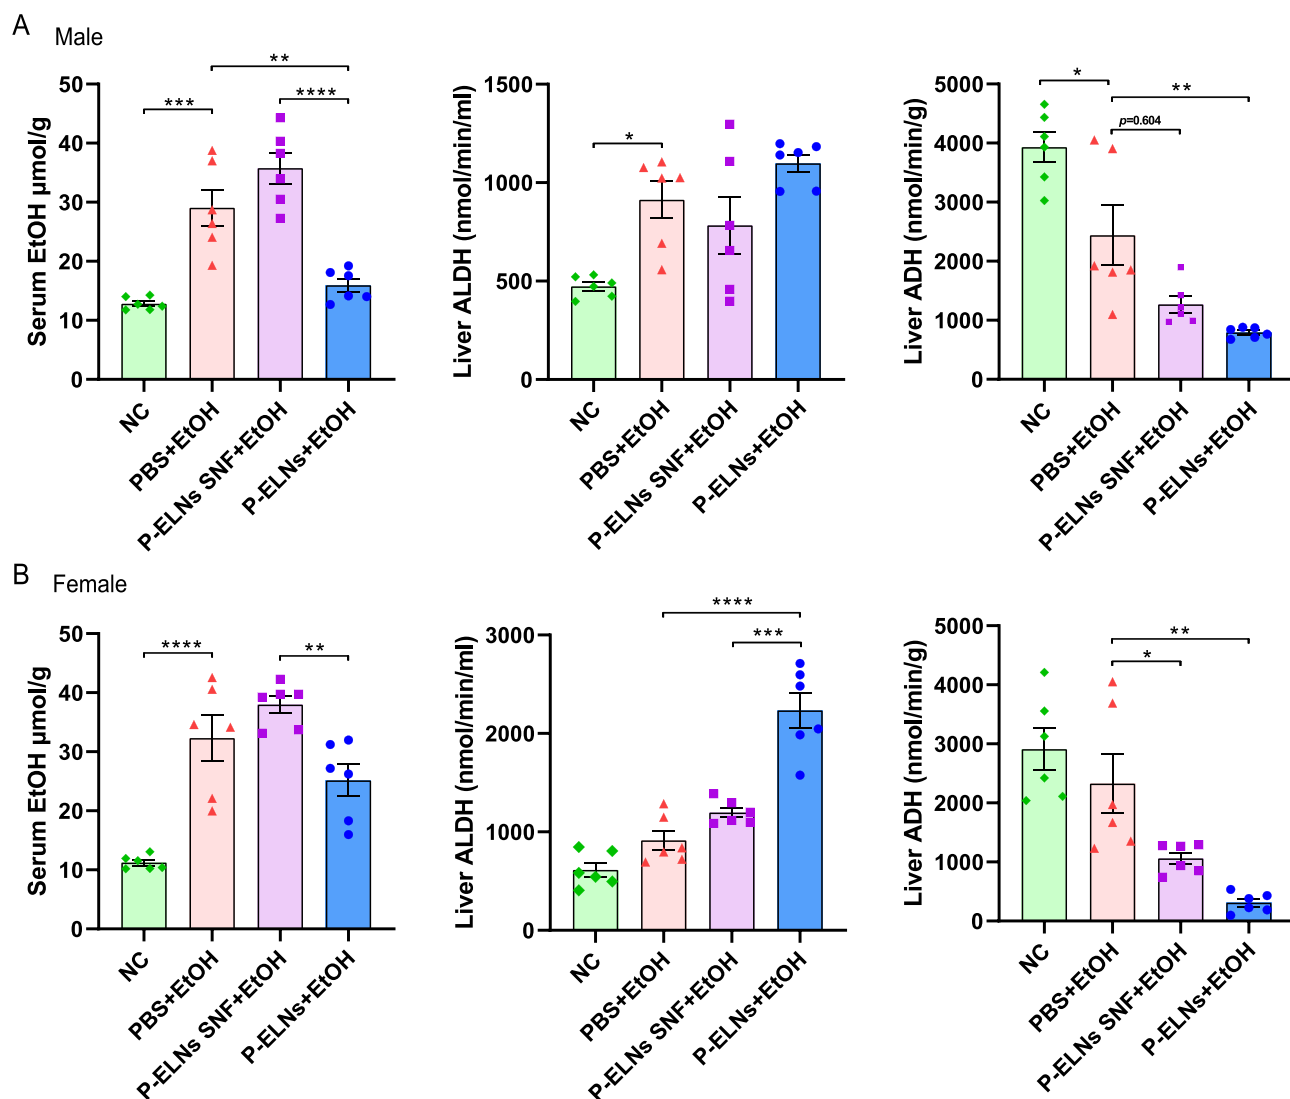 A
Male
Serum EtOH μmol/g
50
40
30
20
10
0
***
**
****
NC
PBS+EtOH
P-ELNs SNF+EtOH
P-ELNs+EtOH
Liver ALDH (nmol/min/ml)
1500
1000
500
0
*
NC
PBS+EtOH
P-ELNs SNF+EtOH
P-ELNs+EtOH
Liver ADH (nmol/min/g)
5000
4000
3000
2000
1000
0
*
**
p=0.604
NC
PBS+EtOH
P-ELNs SNF+EtOH
P-ELNs+EtOH
B
Female
Serum EtOH μmol/g
50
40
30
20
10
0
****
**
NC
PBS+EtOH
P-ELNs SNF+EtOH
P-ELNs+EtOH
Liver ALDH (nmol/min/ml)
3000
2000
1000
0
****
***
NC
PBS+EtOH
P-ELNs SNF+EtOH
P-ELNs+EtOH
Liver ADH (nmol/min/g)
5000
4000
3000
2000
1000
0
**
*
NC
PBS+EtOH
P-ELNs SNF+EtOH
P-ELNs+EtOH